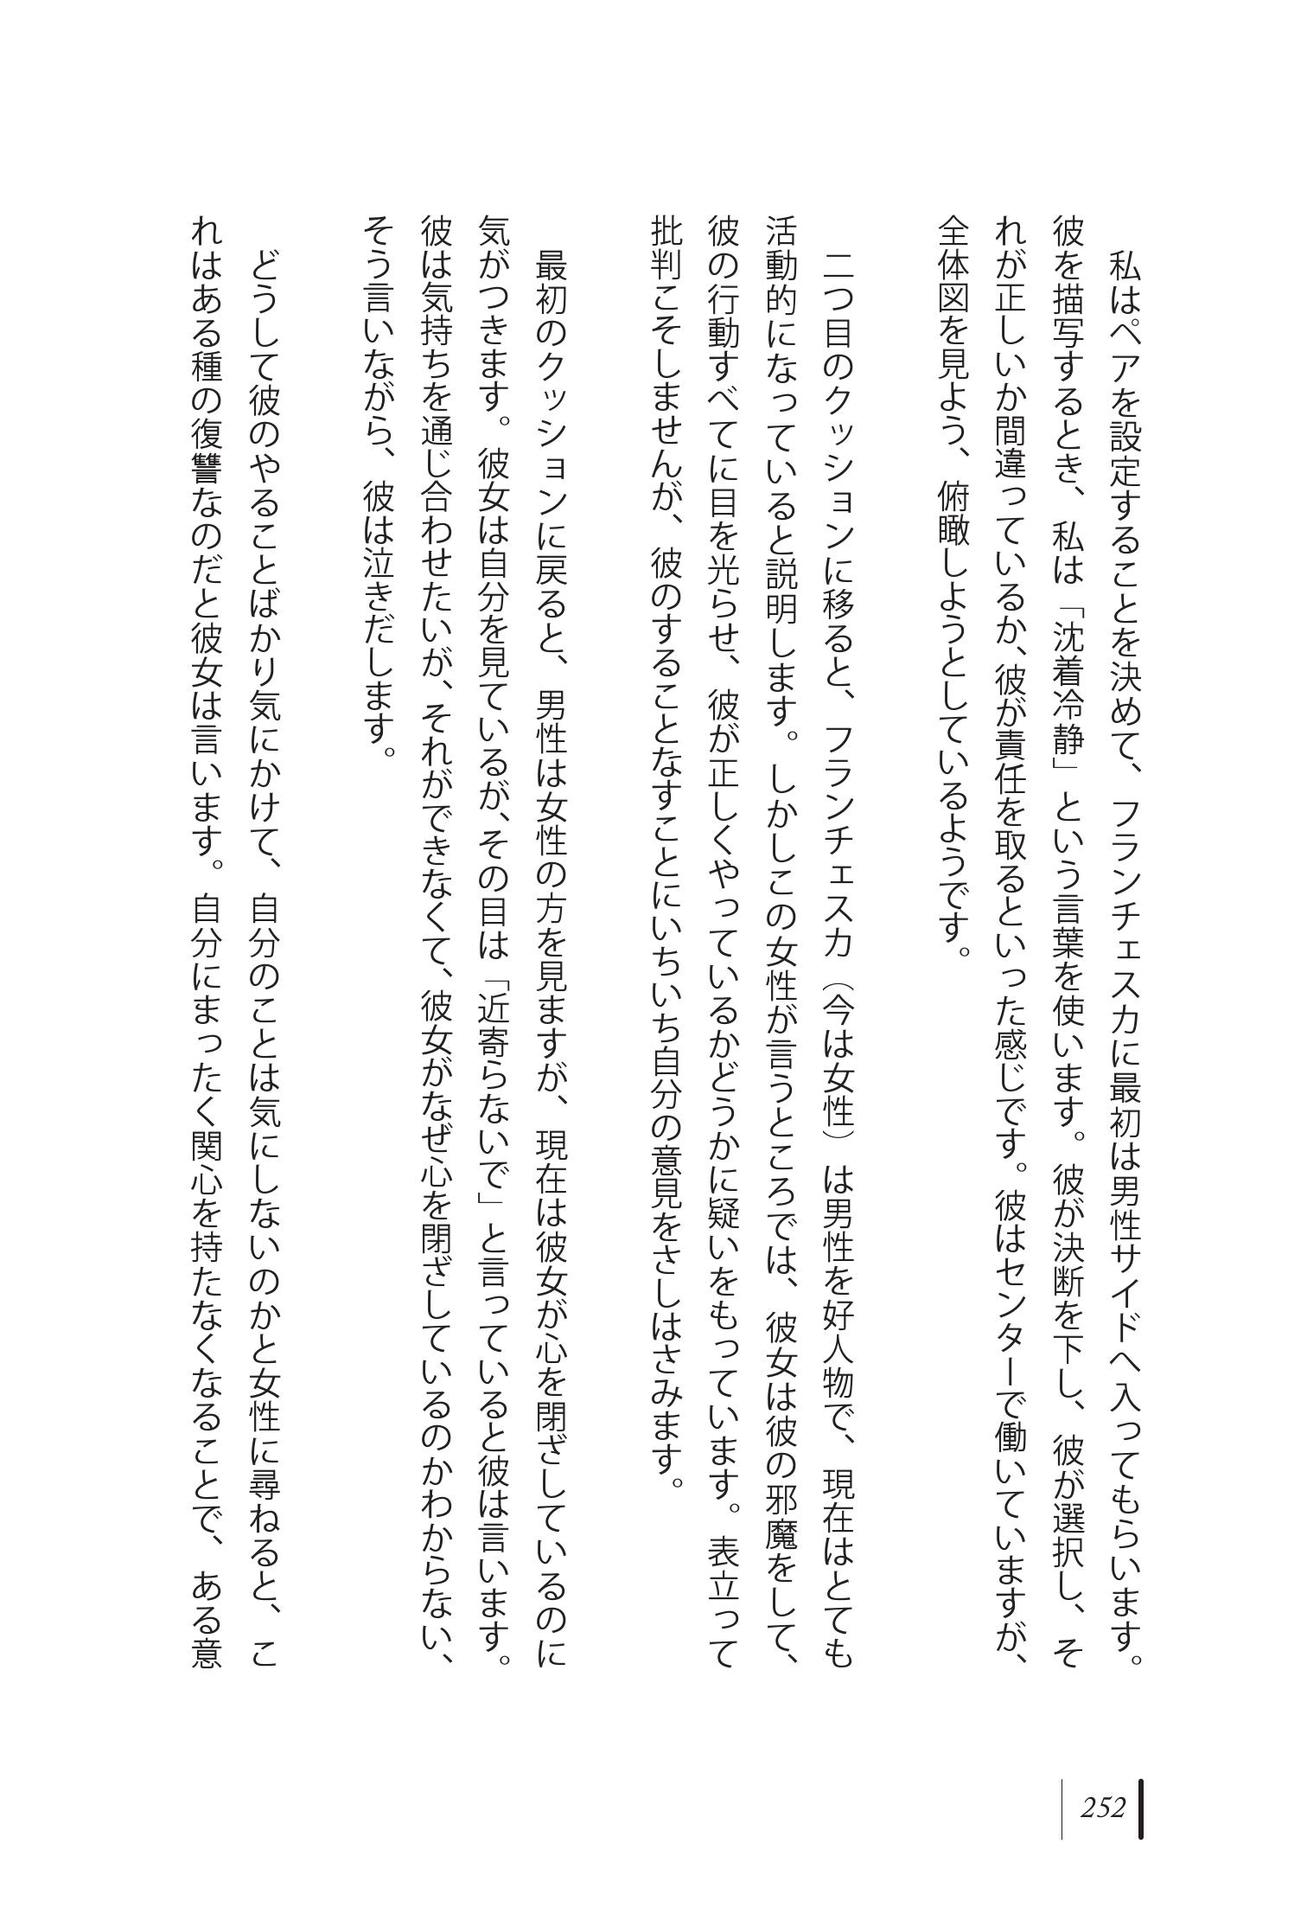 私はペアを設定することを決めて、フランチェスカに最初は男性サイドへ入ってもらいます。
彼を描写するとき、私は「沈着冷静」という言葉を使います。彼が決断を下し、彼が選択し、そ
れが正しいか間違っているか、彼が責任を取るといった感じです。彼はセンターで働いていますが、
全体図を見よう、俯瞰しようとしているようです。
二つ目のクッションに移ると、フランチェスカ（今は女性）は男性を好人物で、現在はとても
活動的になっていると説明します。しかしこの女性が言うところでは、彼女は彼の邪魔をして、
彼の行動すべてに目を光らせ、彼が正しくやっているかどうかに疑いをもっています。表立って
批判こそしませんが、彼のすることなすことにいちいち自分の意見をさしはさみます。
最初のクッションに戻ると、男性は女性の方を見ますが、現在は彼女が心を閉ざしているのに
気がつきます。彼女は自分を見ているが、その目は「近寄らないで」と言っていると彼は言います。
彼は気持ちを通じ合わせたいが、それができなくて、彼女がなぜ心を閉ざしているのかわからない、
そう言いながら、彼は泣きだします。
どうして彼のやることばかり気にかけて、自分のことは気にしないのかと女性に尋ねると、こ
れはある種の復讐なのだと彼女は言います。自分にまったく関心を持たなくなることで、ある意
252